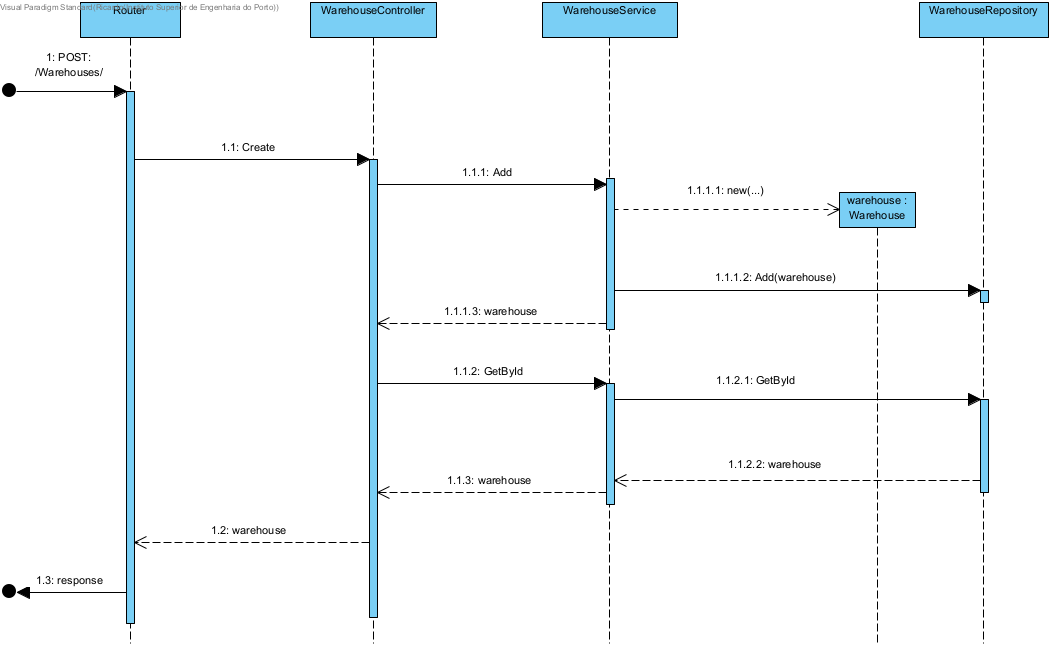 Visual Paradigm Standard(Ricardo(Instituto Superior de Engenharia do Porto))
Router
WarehouseController
WarehouseService
WarehouseRepository
1: POST:
/Warehouses/
1.1: Create
1.1.1: Add
1.1.1.1: new(...)
warehouse :
Warehouse
1.1.1.2: Add(warehouse)
1.1.1.3: warehouse
1.1.2: GetById
1.1.2.1: GetById
1.1.2.2: warehouse
1.1.3: warehouse
1.2: warehouse
1.3: response